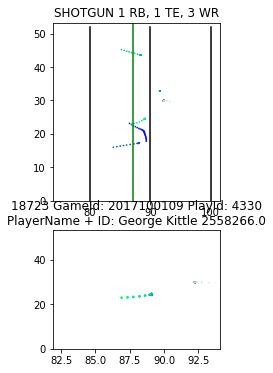 SHOTGUN 1 RB, 1 TE, 3 WR
50
40
30
20
10
0
80 90 100
18723 GameId: 2017100109 PlayId: 4330
PlayerName + ID: George Kittle 2558266.0
40
20
0
82.5 85.0 87.5 90.0 92.5